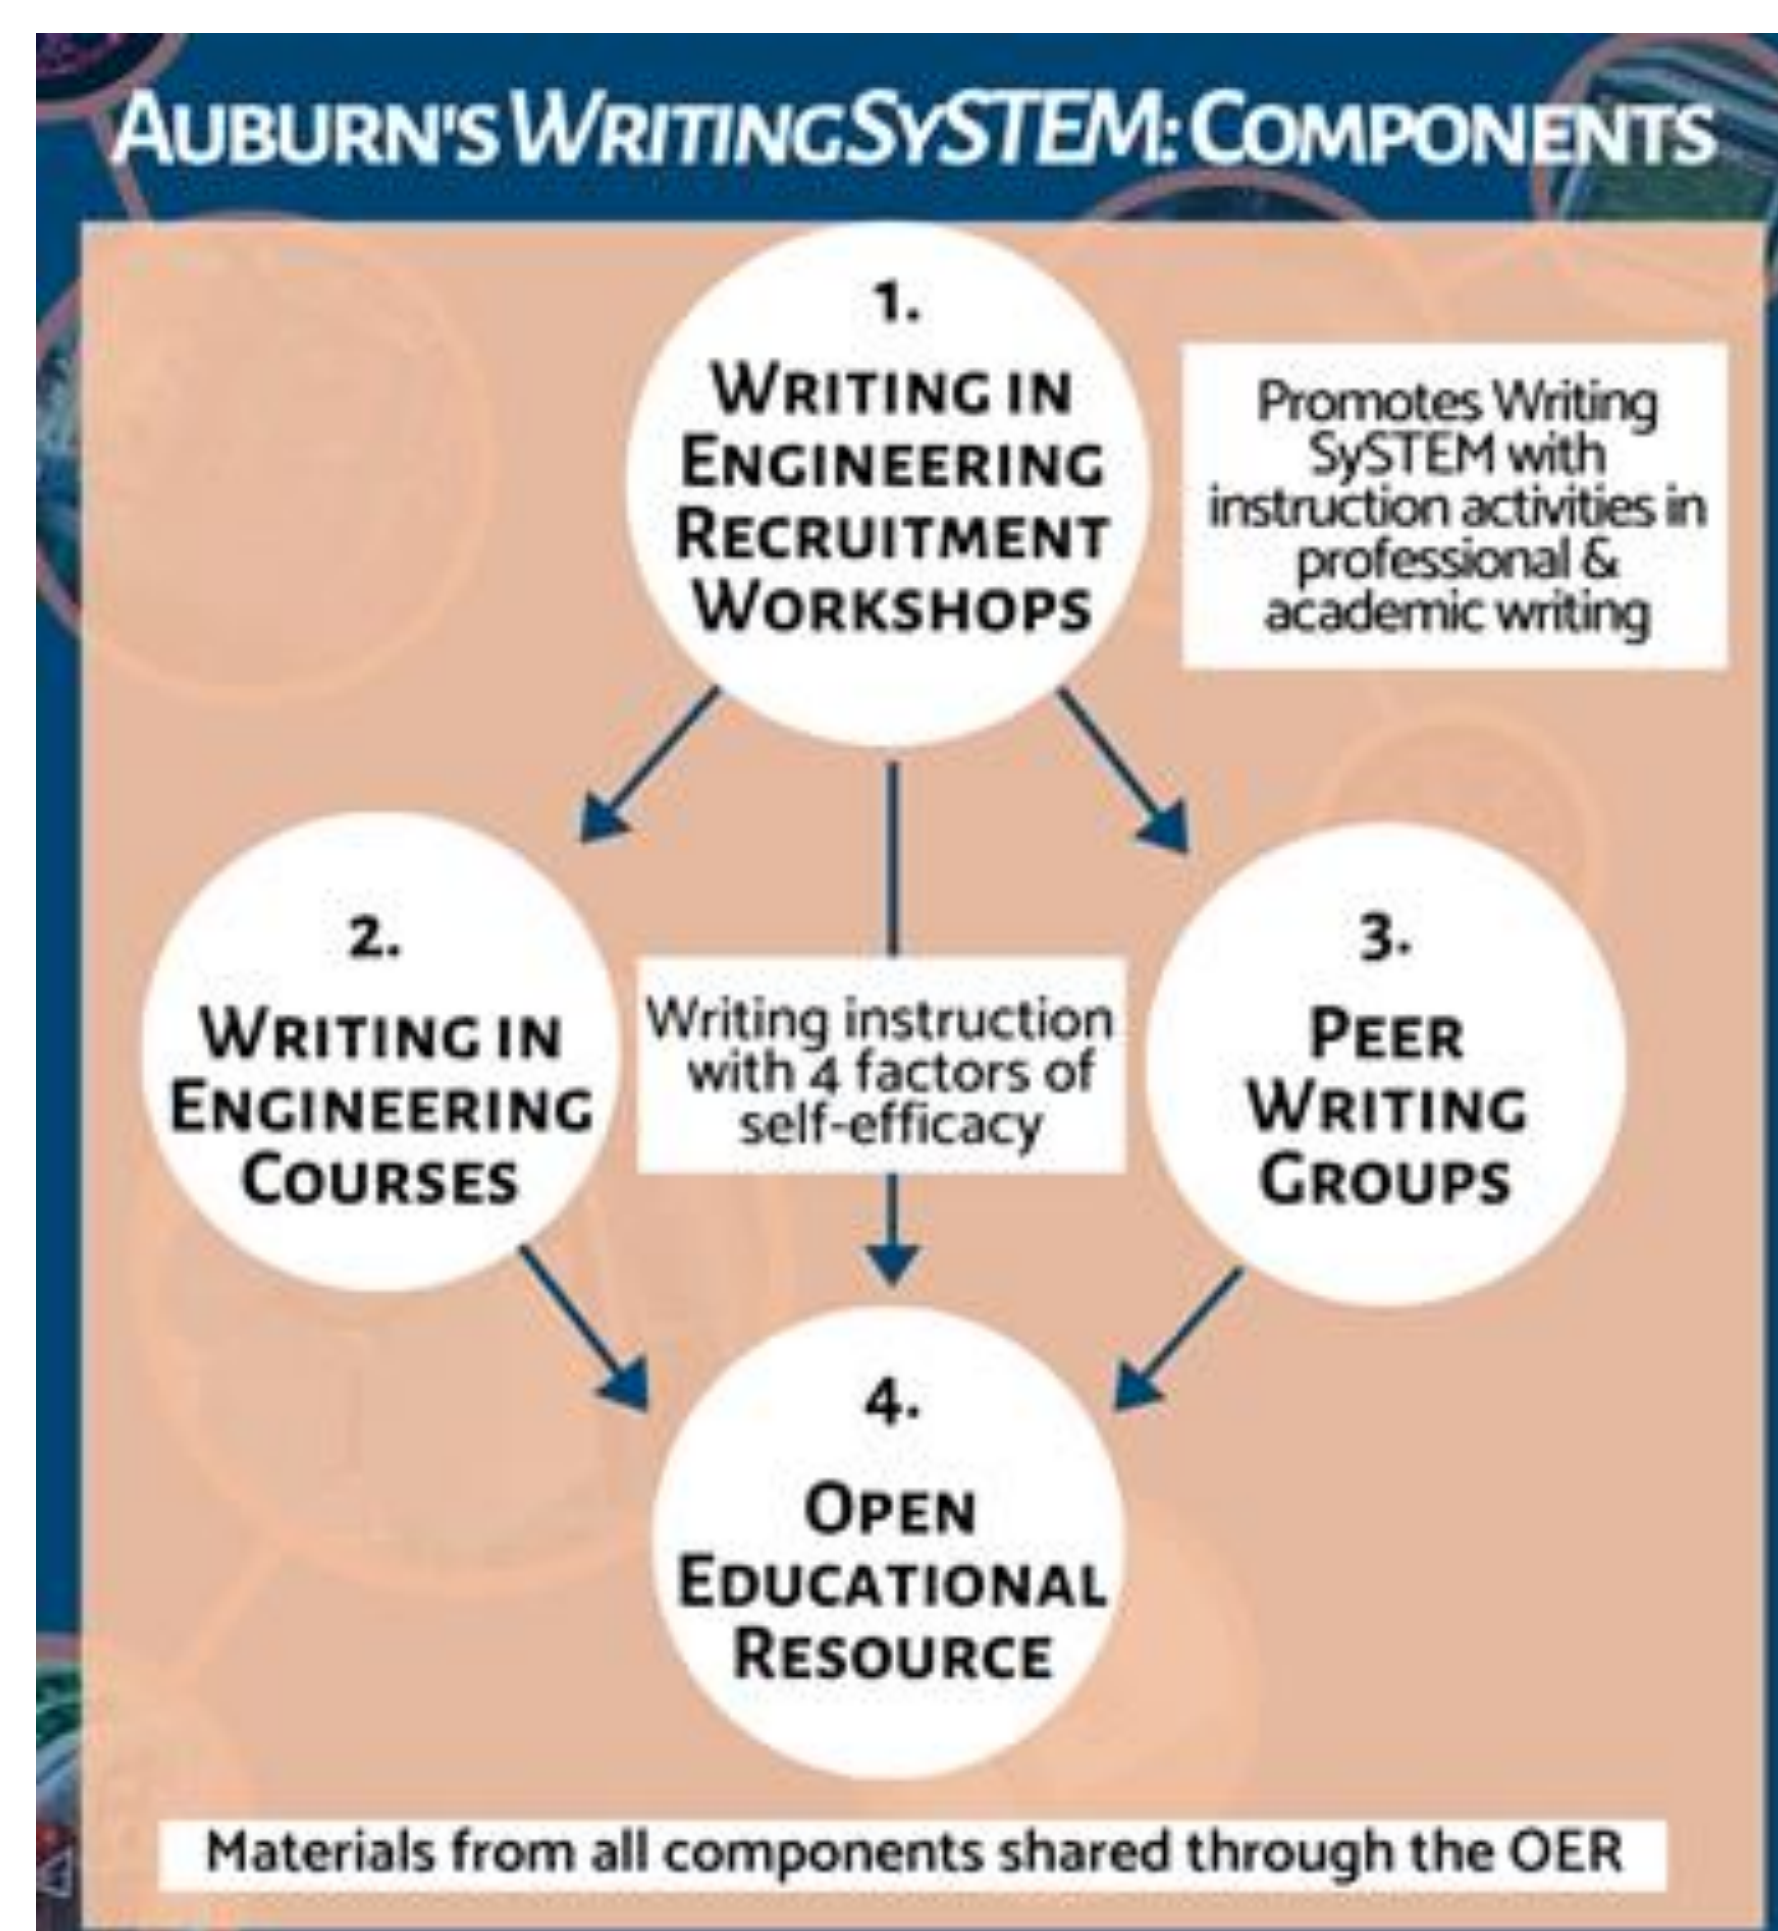 AUBURN'S WRITINGSYSTEM: COMPONENTS
1.
WRITING IN
ENGINEERING
RECRUITMENT
WORKSHOPS
Promotes Writing
SySTEM with
instruction activities in
professional &
academic writing
2.
WRITING IN
ENGINEERING
COURSES
Writing instruction
with 4 factors of
self-efficacy
3.
PEER
WRITING
GROUPS
4.
OPEN
EDUCATIONAL
RESOURCE
Materials from all components shared through the OER